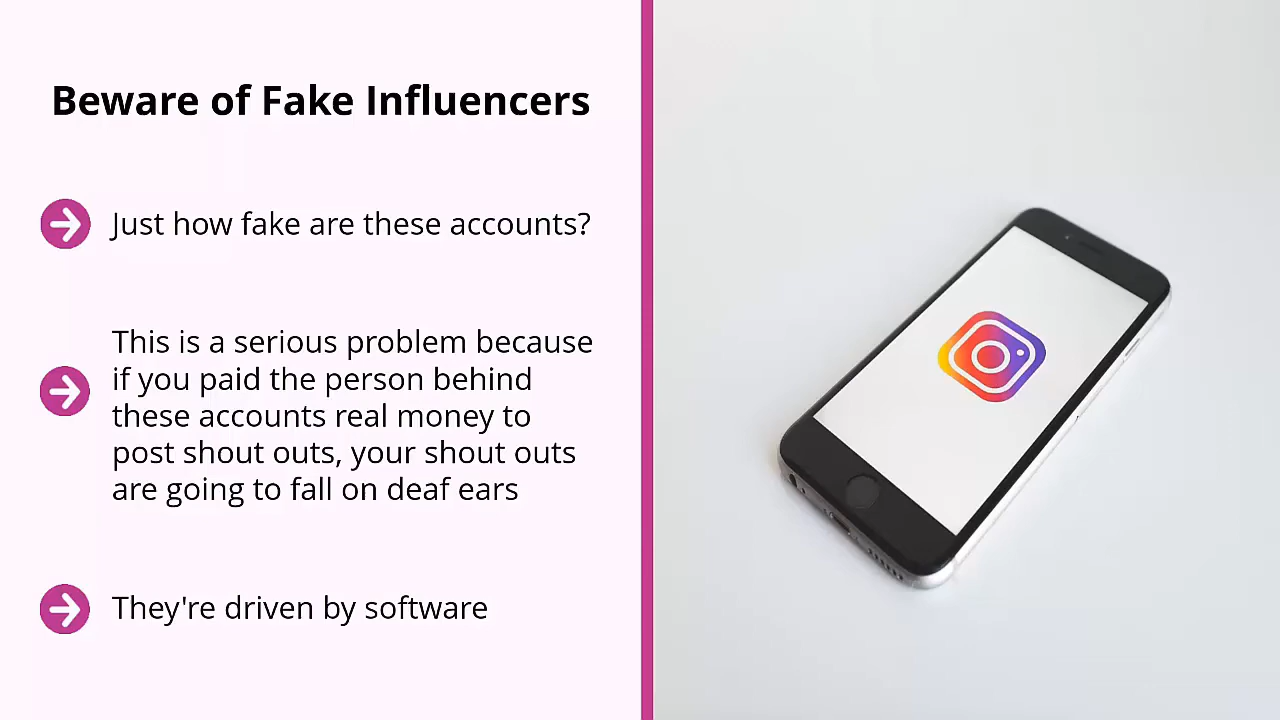 Beware of Fake Influencers
Just how fake are these accounts?
This is a serious problem because
if you paid the person behind
these accounts real money to
post shout outs, your shout outs
are going to fall on deaf ears
They're driven by software